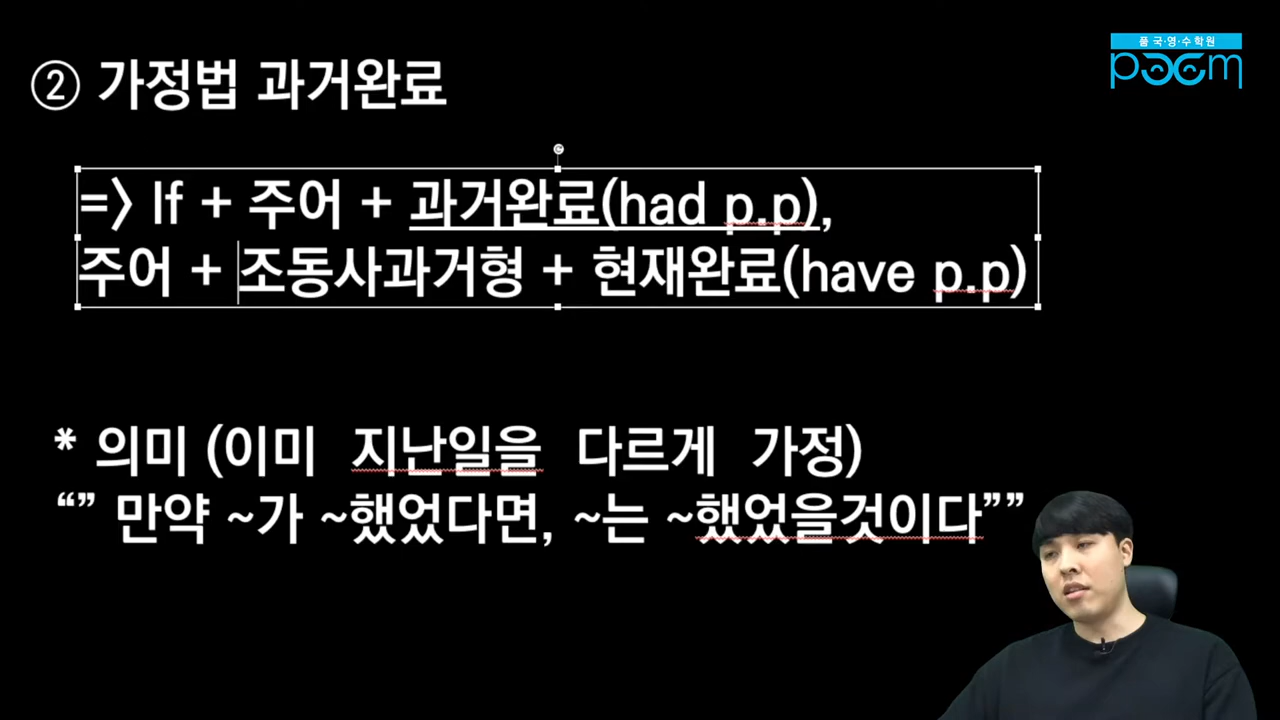 ② 가정법 과거완료
품 국·영·수 학원
poem
=> If + 주어 + 과거완료(had p.p),
주어 + 조동사과거형 + 현재완료(have p.p)
* 의미 (이미 지난일을 다르게 가정)
“” 만약 ~가 ~했었다면, ~는 ~했었을것이다””